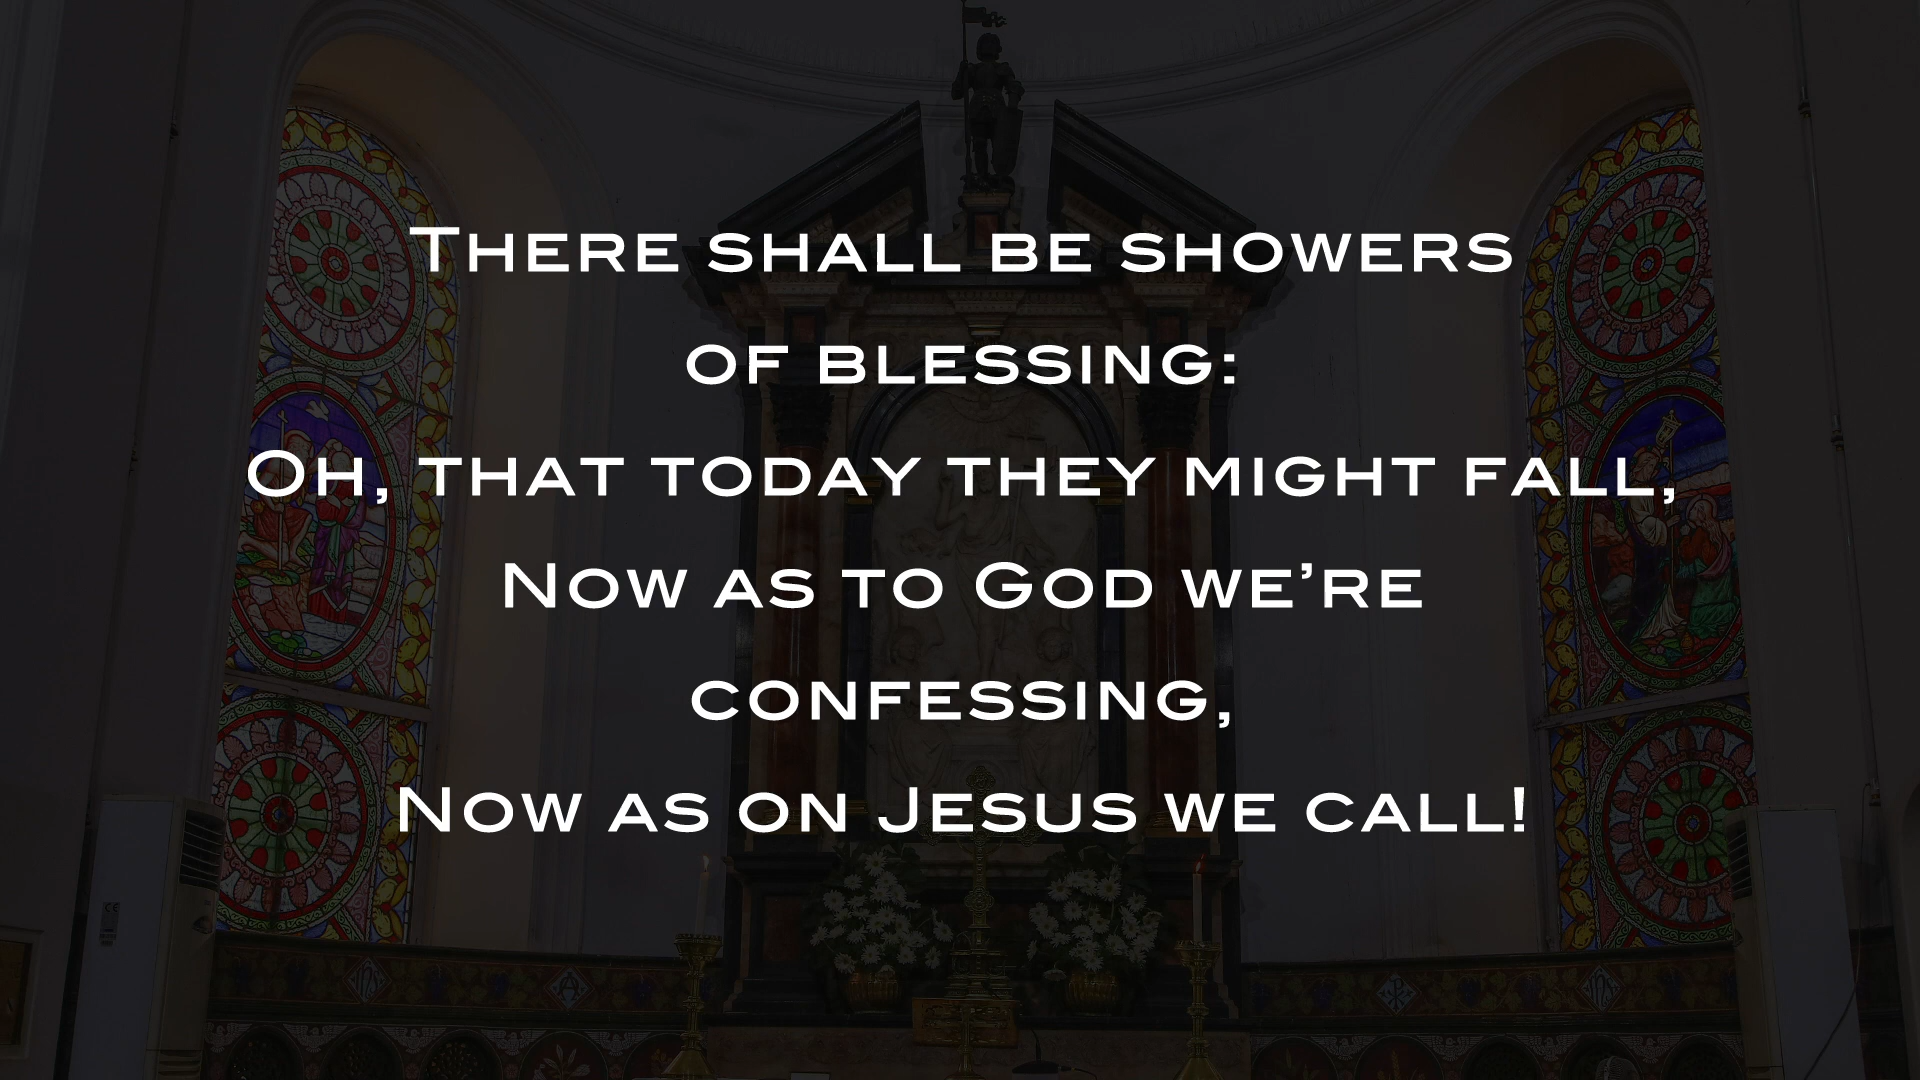 There shall be showers
of blessing:
Oh, that today they might fall,
Now as to God we’re
confessing,
Now as on Jesus we call!